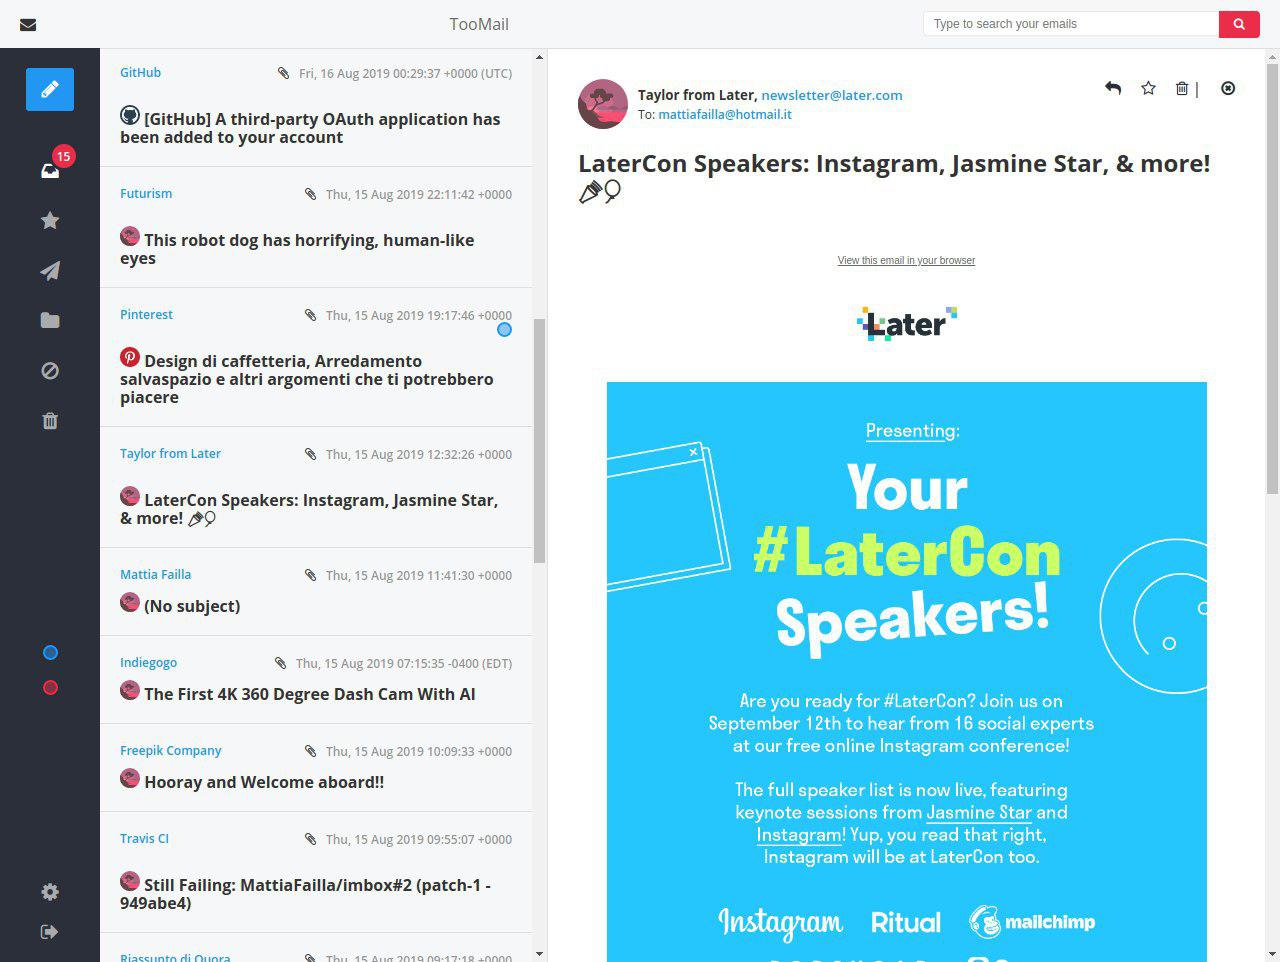 TooMail
Type to search your emails
15
GitHub Fri, 16 Aug 2019 00:29:37 +0000 (UTC)
[GitHub] A third-party OAuth application has
been added to your account
Futurism Thu, 15 Aug 2019 22:11:42 +0000
This robot dog has horrifying, human-like
eyes
Pinterest Thu, 15 Aug 2019 19:17:46 +0000
Design di caffetteria, Arredamento
salvaspazio e altri argomenti che ti potrebbero
piacere
Taylor from Later Thu, 15 Aug 2019 12:32:26 +0000
LaterCon Speakers: Instagram, Jasmine Star,
& more! 🎉🎈
Mattia Failla Thu, 15 Aug 2019 11:41:30 +0000
(No subject)
Indiegogo Thu, 15 Aug 2019 07:15:35 -0400 (EDT)
The First 4K 360 Degree Dash Cam With AI
Freepik Company Thu, 15 Aug 2019 10:09:33 +0000
Hooray and Welcome aboard!!
Travis CI Thu, 15 Aug 2019 09:55:07 +0000
Still Failing: MattiaFailla/imbox#2 (patch-1 -
949abe4)
Riassunto di Quora Thu, 15 Aug 2019 09:17:18 +0000
Taylor from Later, newsletter@later.com
To: mattiafailla@hotmail.it
|
LaterCon Speakers: Instagram, Jasmine Star, & more!
🎉🎈
View this email in your browser
Later
Presenting:
Your
#LaterCon
Speakers!
Are you ready for #LaterCon? Join us on
September 12th to hear from 16 social experts
at our free online Instagram conference!
The full speaker list is now live, featuring
keynote sessions from Jasmine Star and
Instagram! Yup, you read that right,
Instagram will be at LaterCon too.
Instagram Ritual mailchimp